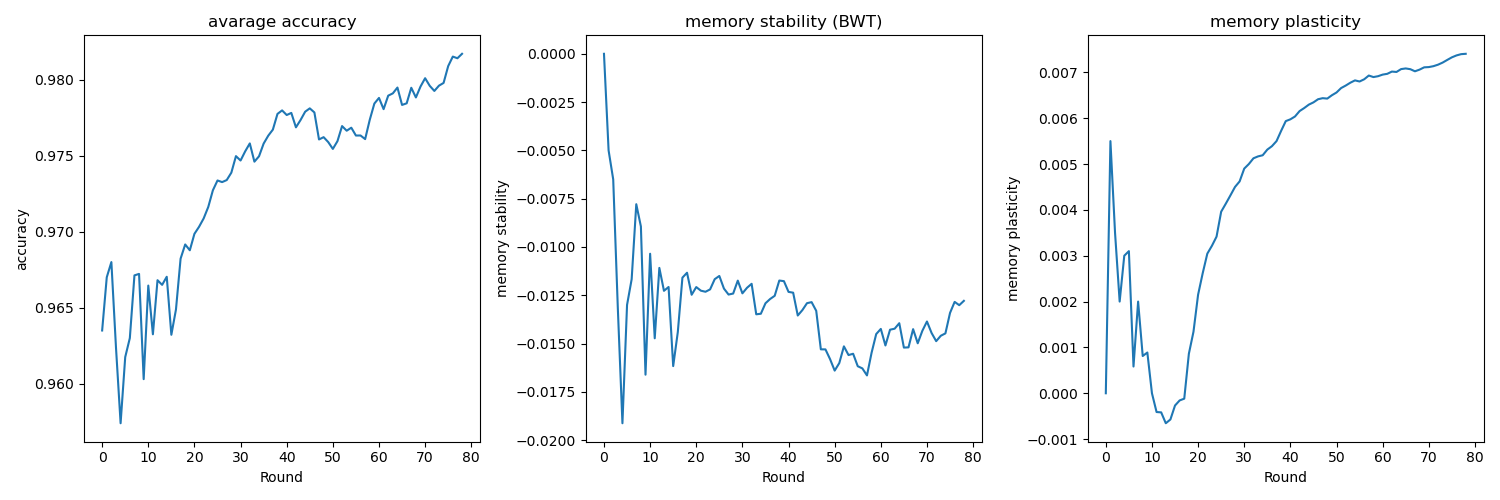 avarage accuracy
accuracy
0.980
0.975
0.970
0.965
0.960
0 10 20 30 40 50 60 70 80
Round
memory stability (BWT)
memory stability
0.0000
−0.0025
−0.0050
−0.0075
−0.0100
−0.0125
−0.0150
−0.0175
−0.0200
0 10 20 30 40 50 60 70 80
Round
memory plasticity
memory plasticity
0.007
0.006
0.005
0.004
0.003
0.002
0.001
0.000
−0.001
0 10 20 30 40 50 60 70 80
Round